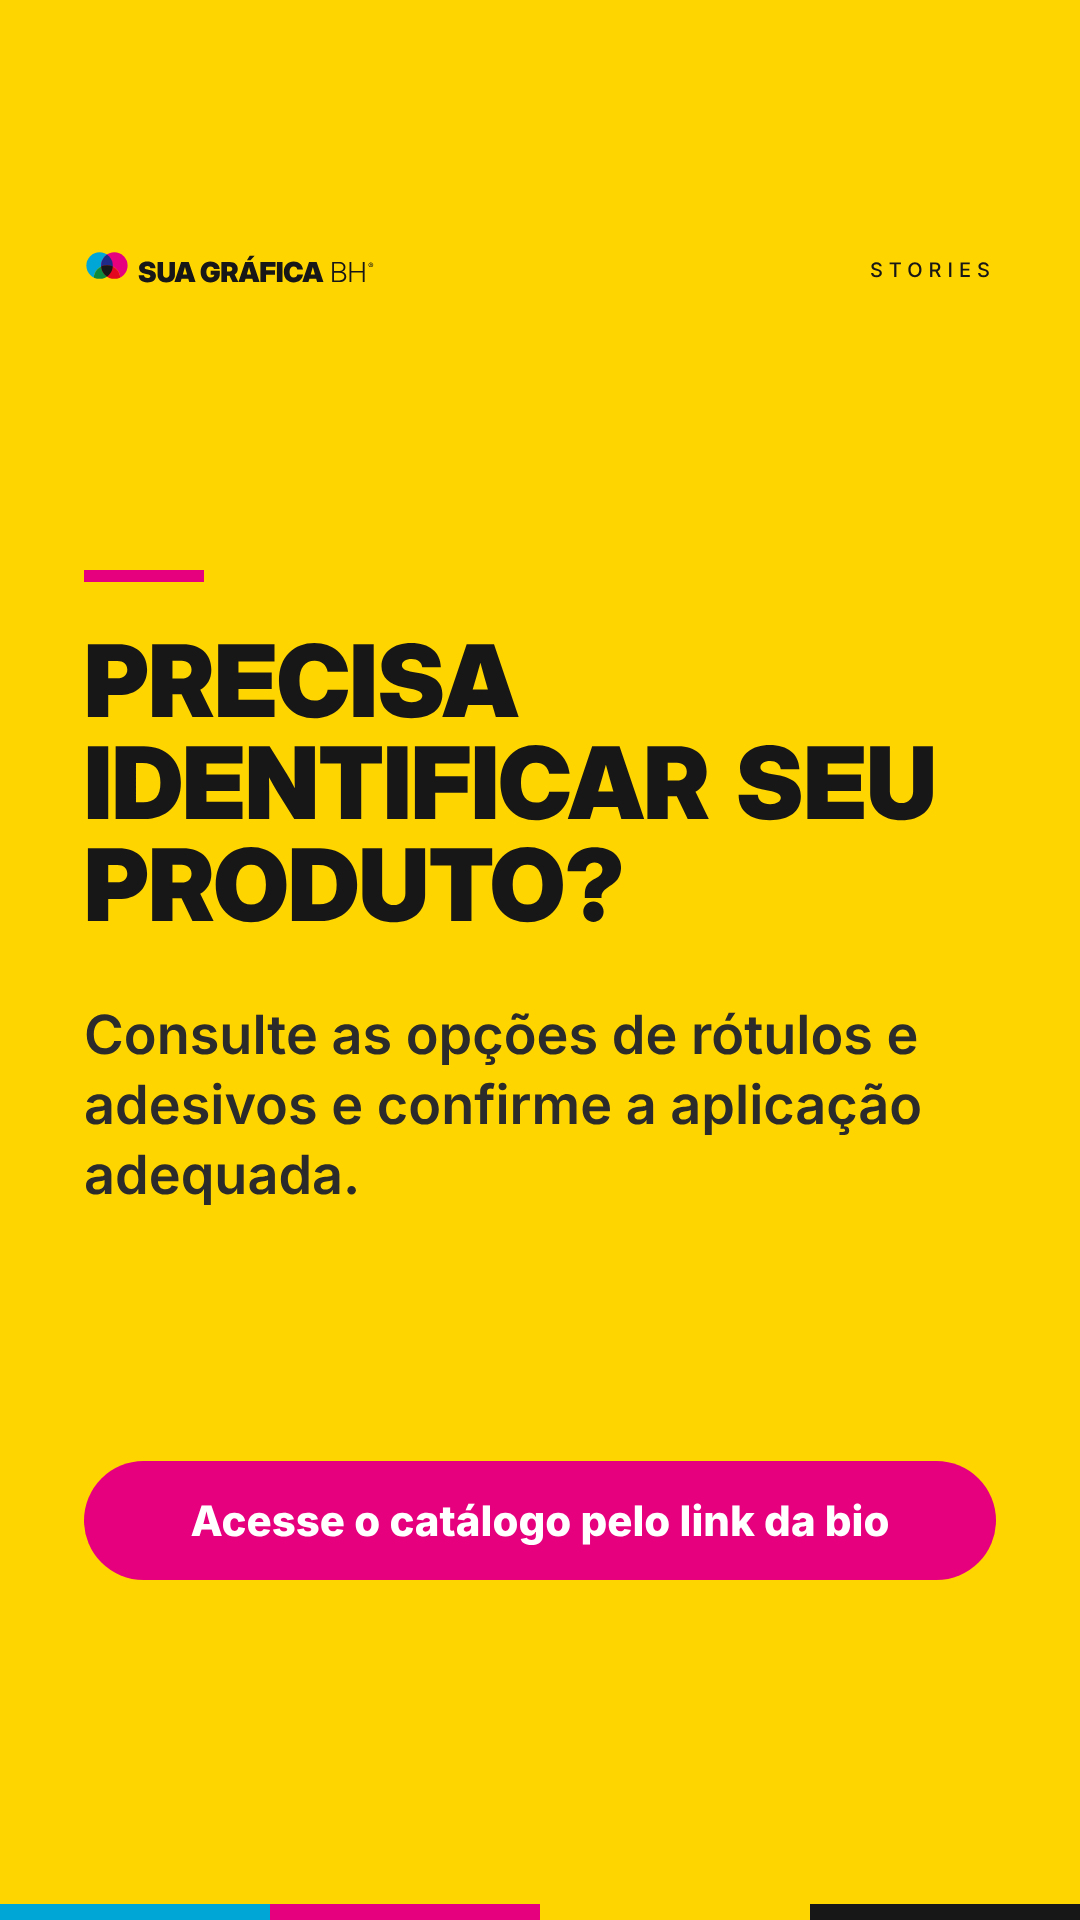 SUA GRÁFICA BH®
STORIES
PRECISA
IDENTIFICAR SEU
PRODUTO?
Consulte as opções de rótulos e
adesivos e confirme a aplicação
adequada.
Acesse o catálogo pelo link da bio